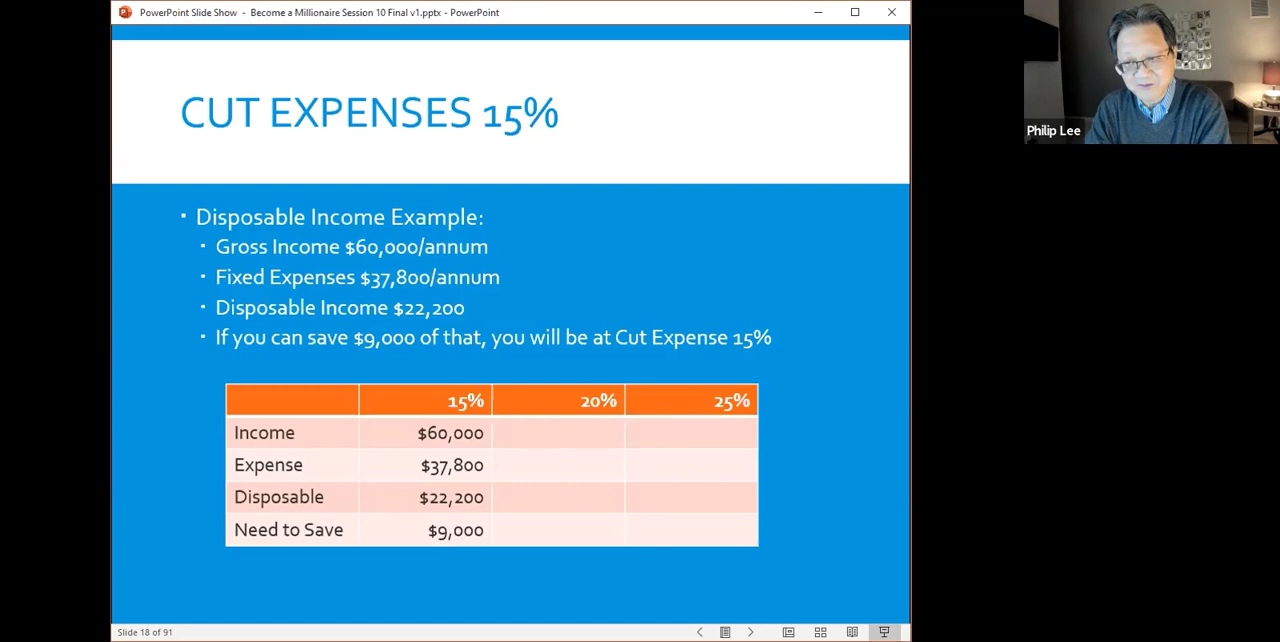 PowerPoint Slide Show - Become a Millionaire Session 10 Final v1.pptx - PowerPoint
CUT EXPENSES 15%
Philip Lee
▪ Disposable Income Example:
▪ Gross Income $60,000/annum
▪ Fixed Expenses $37,800/annum
▪ Disposable Income $22,200
▪ If you can save $9,000 of that, you will be at Cut Expense 15%
15% 20% 25%
Income $60,000
Expense $37,800
Disposable $22,200
Need to Save $9,000
Slide 18 of 91